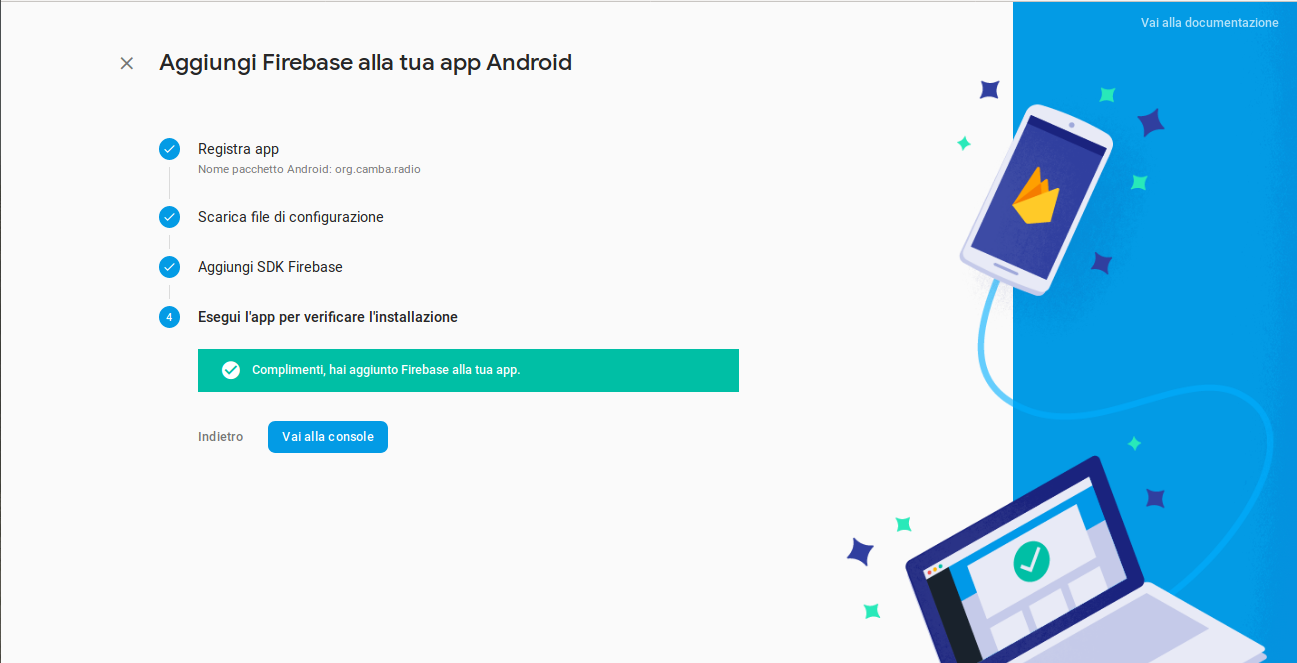 Vai alla documentazione
Aggiungi Firebase alla tua app Android
Registra app
Nome pacchetto Android: org.camba.radio
Scarica file di configurazione
Aggiungi SDK Firebase
4 Esegui l'app per verificare l'installazione
Complimenti, hai aggiunto Firebase alla tua app.
Indietro Vai alla console